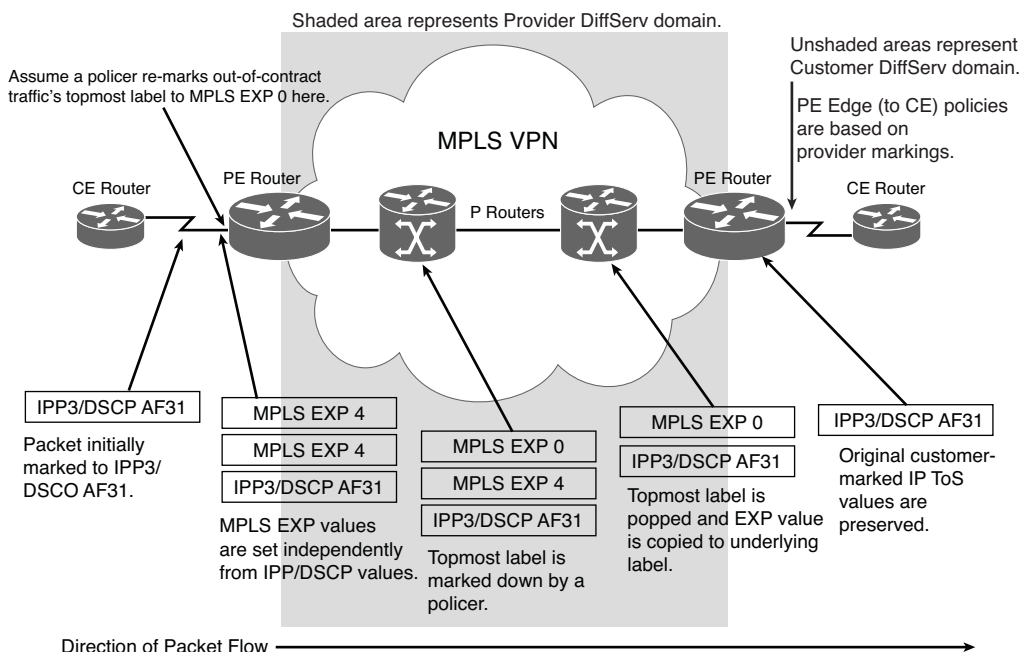 Shaded area represents Provider DiffServ domain.
Assume a policer re-marks out-of-contract
traffic's topmost label to MPLS EXP 0 here.
Unshaded areas represent
Customer DiffServ domain.
PE Edge (to CE) policies
are based on
provider markings.
MPLS VPN
CE Router
PE Router
P Routers
PE Router
CE Router
IPP3/DSCP AF31
Packet initially
marked to IPP3/
DSCO AF31.
MPLS EXP 4
MPLS EXP 4
IPP3/DSCP AF31
MPLS EXP values
are set independently
from IPP/DSCP values.
MPLS EXP 0
MPLS EXP 4
IPP3/DSCP AF31
Topmost label is
marked down by a
policer.
MPLS EXP 0
IPP3/DSCP AF31
Topmost label is
popped and EXP value
is copied to underlying
label.
IPP3/DSCP AF31
Original customer-
marked IP ToS
values are
preserved.
Direction of Packet Flow